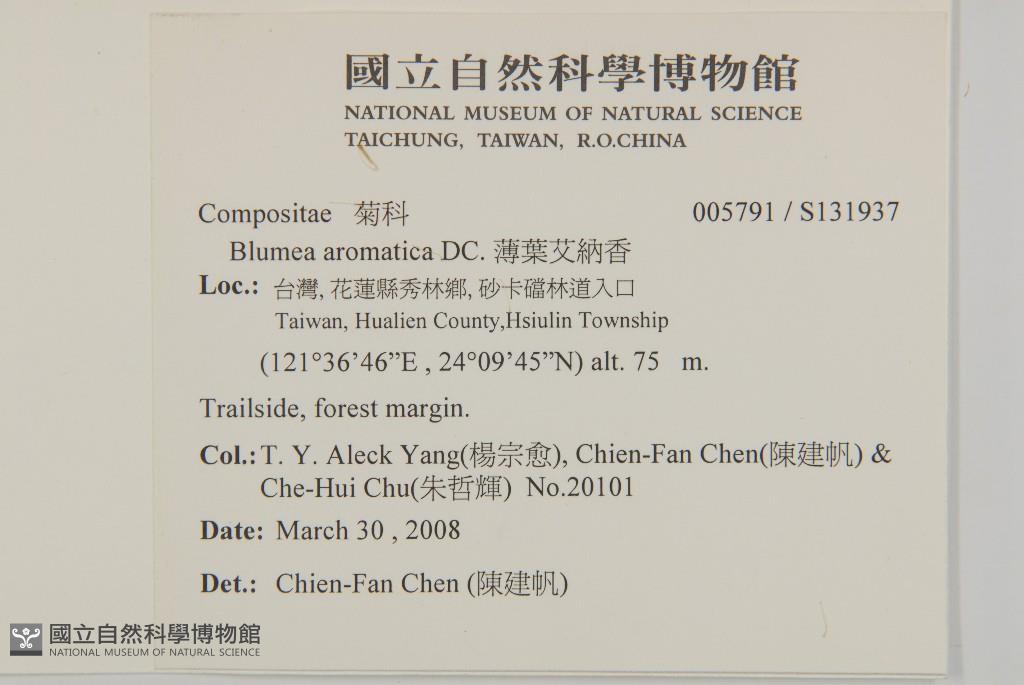 國立自然科學博物館
NATIONAL MUSEUM OF NATURAL SCIENCE
TAICHUNG, TAIWAN, R.O.CHINA
Compositae 菊科 005791 / S131937
Blumea aromatica DC. 薄葉艾納香
Loc.: 台灣, 花蓮縣秀林鄉, 砂卡礑林道入口
Taiwan, Hualien County,Hsiulin Township
(121°36’46”E , 24°09’45”N) alt. 75 m.
Trailside, forest margin.
Col.: T. Y. Aleck Yang(楊宗愈), Chien-Fan Chen(陳建帆) &
Che-Hui Chu(朱哲輝) No.20101
Date: March 30 , 2008
Det.: Chien-Fan Chen (陳建帆)
國立自然科學博物館
NATIONAL MUSEUM OF NATURAL SCIENCE